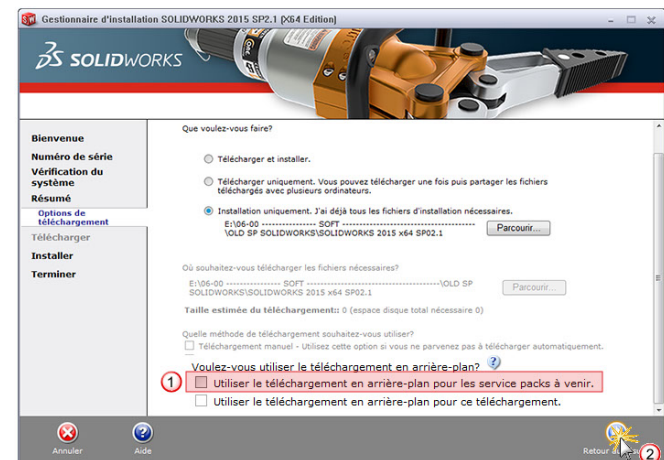 Gestionnaire d'installation SOLIDWORKS 2015 SP2.1 (X64 Edition)
SOLIDWORKS
Bienvenue
Numéro de série
Vérification du
système
Résumé
Options de
téléchargement
Télécharger
Installer
Terminer
Que voulez-vous faire?
Télécharger et installer.
Télécharger uniquement. Vous pouvez télécharger une fois puis partager les fichiers
téléchargés avec plusieurs ordinateurs.
Installation uniquement. J'ai déjà tous les fichiers d'installation nécessaires.
E:\06-00 ---------------- SOFT ----------------------------------------
\OLD SP SOLIDWORKS\SOLIDWORKS 2015 x64 SP02.1
Parcourir...
Où souhaitez-vous télécharger les fichiers nécessaires?
E:\06-00 ---------------- SOFT ----------------------------------------\OLD SP
SOLIDWORKS\SOLIDWORKS 2015 x64 SP02.1
Parcourir...
Taille estimée du téléchargement:: 0 (espace disque total nécessaire 0)
Quelle méthode de téléchargement souhaitez-vous utiliser?
Téléchargement manuel - Utilisez cette option si vous ne parvenez pas à télécharger automatiquement.
Voulez-vous utiliser le téléchargement en arrière-plan? ?
1 Utiliser le téléchargement en arrière-plan pour les service packs à venir.
Utiliser le téléchargement en arrière-plan pour ce téléchargement.
Annuler
Aide
Retour
2